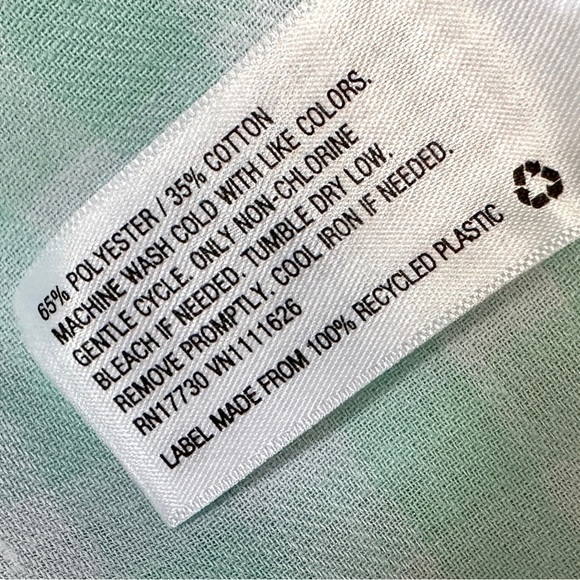 65% POLYESTER / 35% COTTON
MACHINE WASH COLD WITH LIKE COLORS.
GENTLE CYCLE. ONLY NON-CHLORINE
BLEACH IF NEEDED. TUMBLE DRY LOW.
REMOVE PROMPTLY. COOL IRON IF NEEDED.
RN17730 VN1111626
LABEL MADE FROM 100% RECYCLED PLASTIC